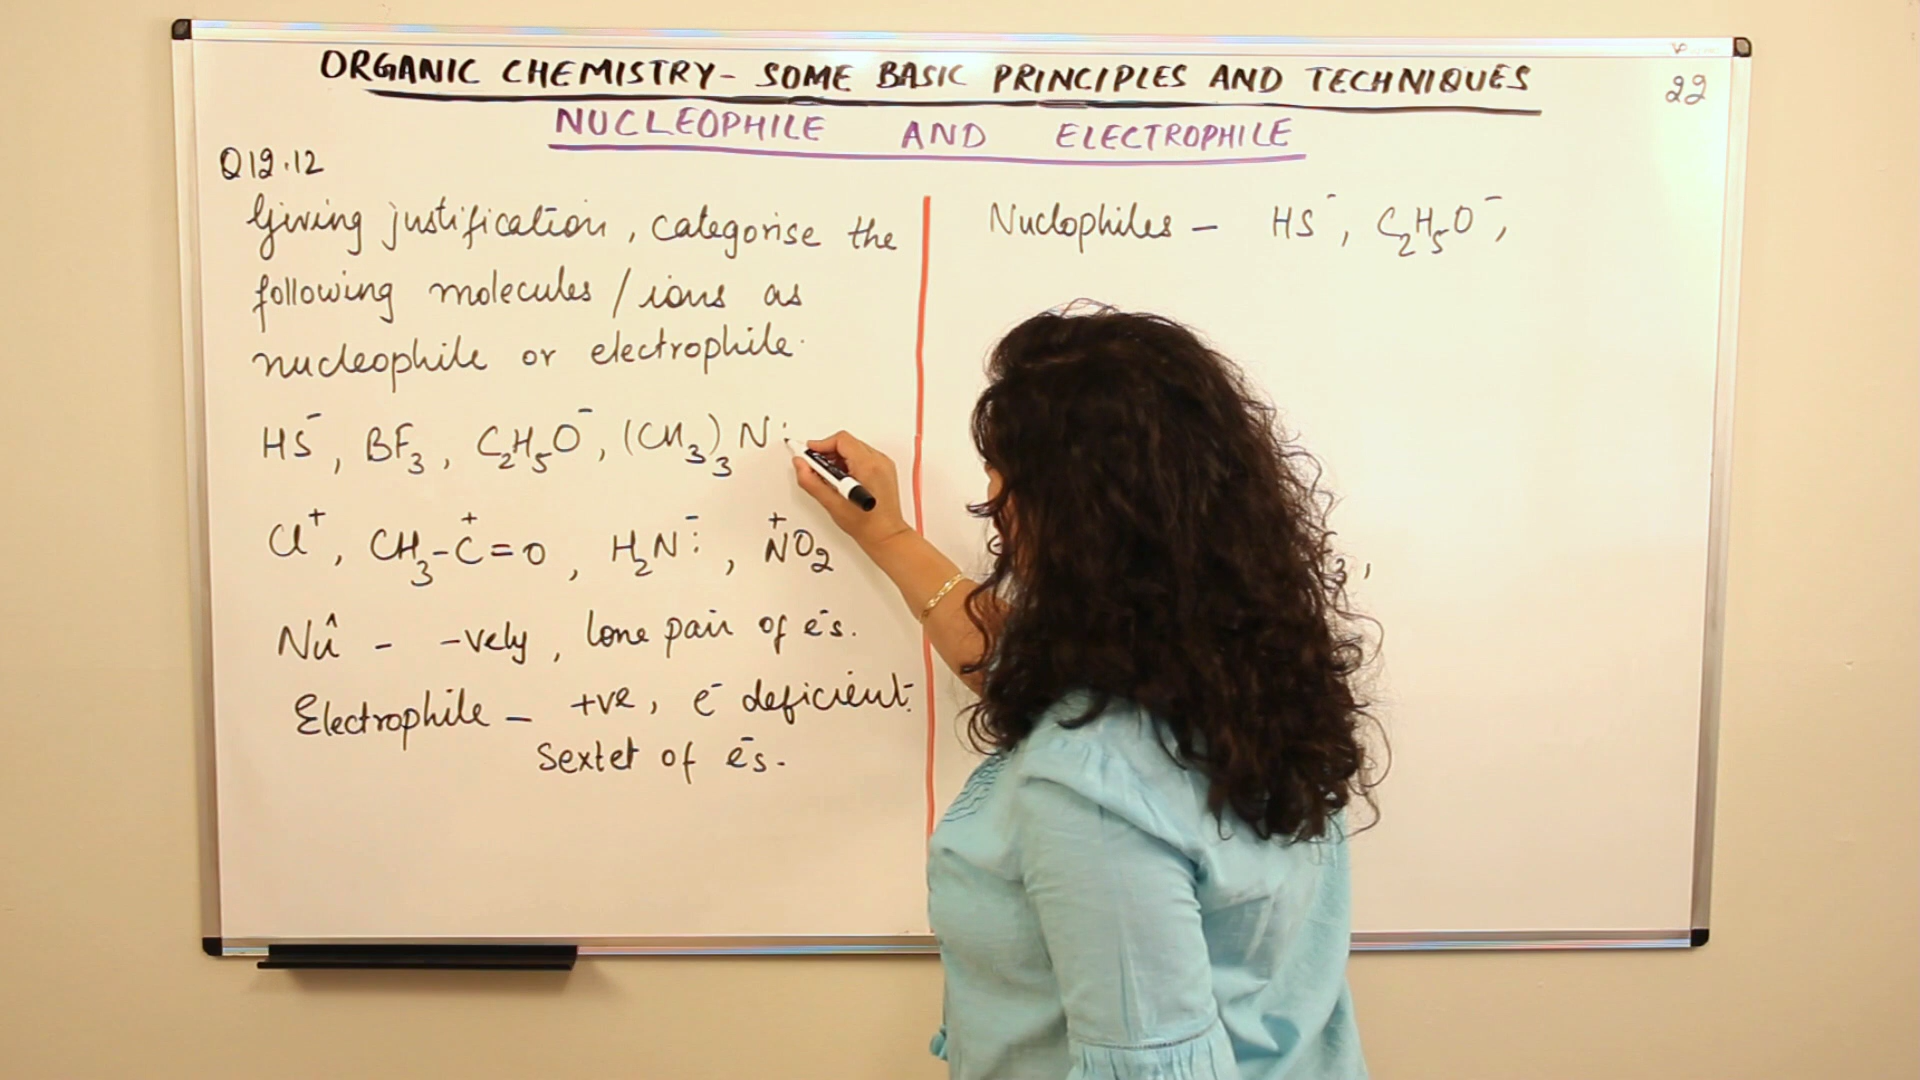 ORGANIC CHEMISTRY- SOME BASIC PRINCIPLES AND TECHNIQUES
22
NUCLEOPHILE AND ELECTROPHILE
Q12.12
Giving justification, categorise the
following molecules / ions as
nucleophile or electrophile.
HS⁻, BF₃, C₂H₅O⁻, (CH₃)₃N:
Cl⁺, CH₃-C⁺=O, H₂N:⁻, N⁺O₂
Nû - -vely, lone pair of e⁻s.
Electrophile - +ve, e⁻ deficient.
Sextet of e⁻s.
Nuclophiles - HS⁻, C₂H₅O⁻,